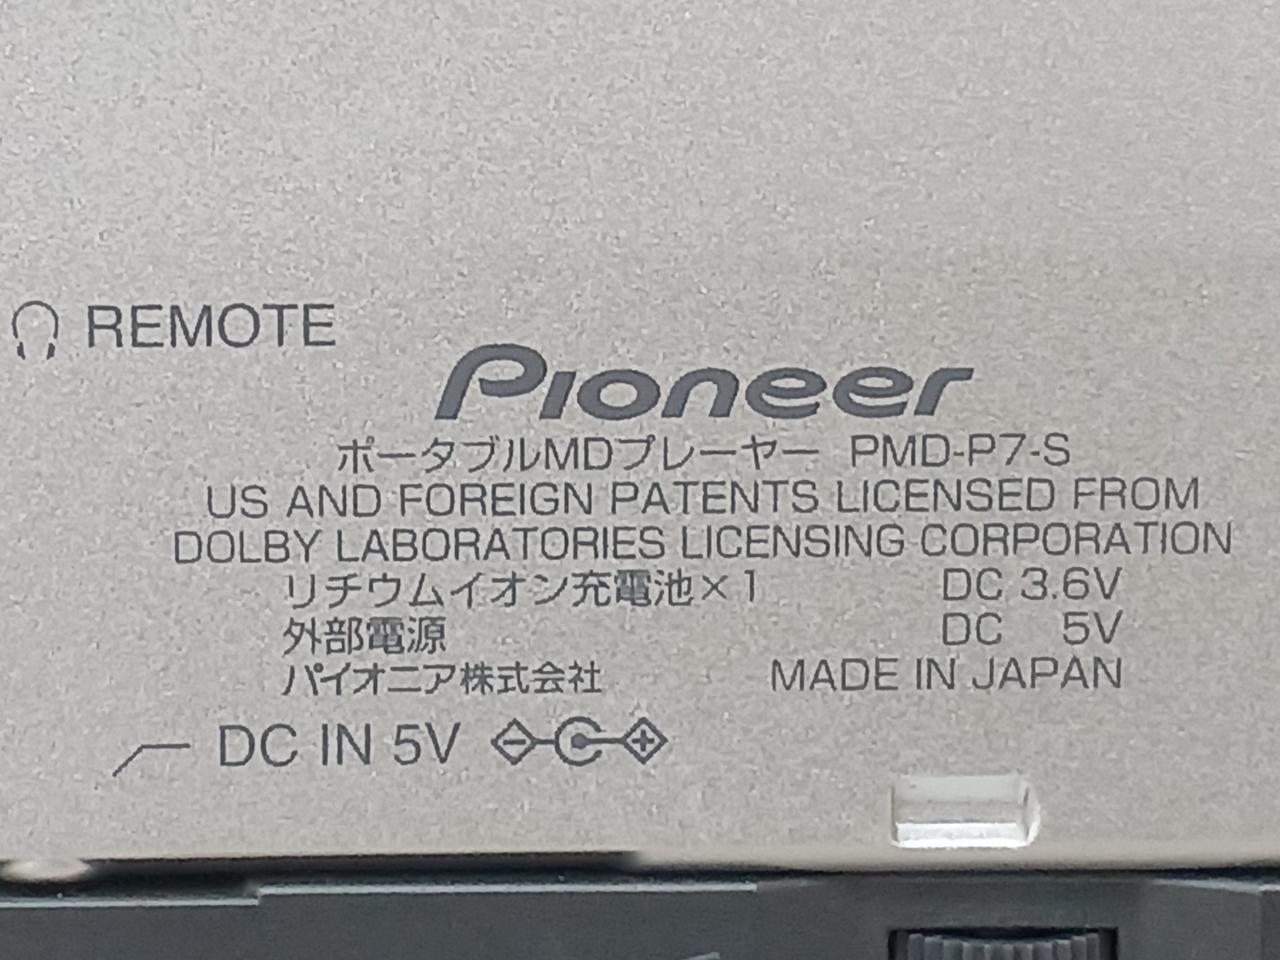 REMOTE
Pioneer
ポータブルMDプレーヤー PMD-P7-S
US AND FOREIGN PATENTS LICENSED FROM
DOLBY LABORATORIES LICENSING CORPORATION
リチウムイオン充電池×1 DC 3.6V
外部電源 DC 5V
パイオニア株式会社 MADE IN JAPAN
DC IN 5V